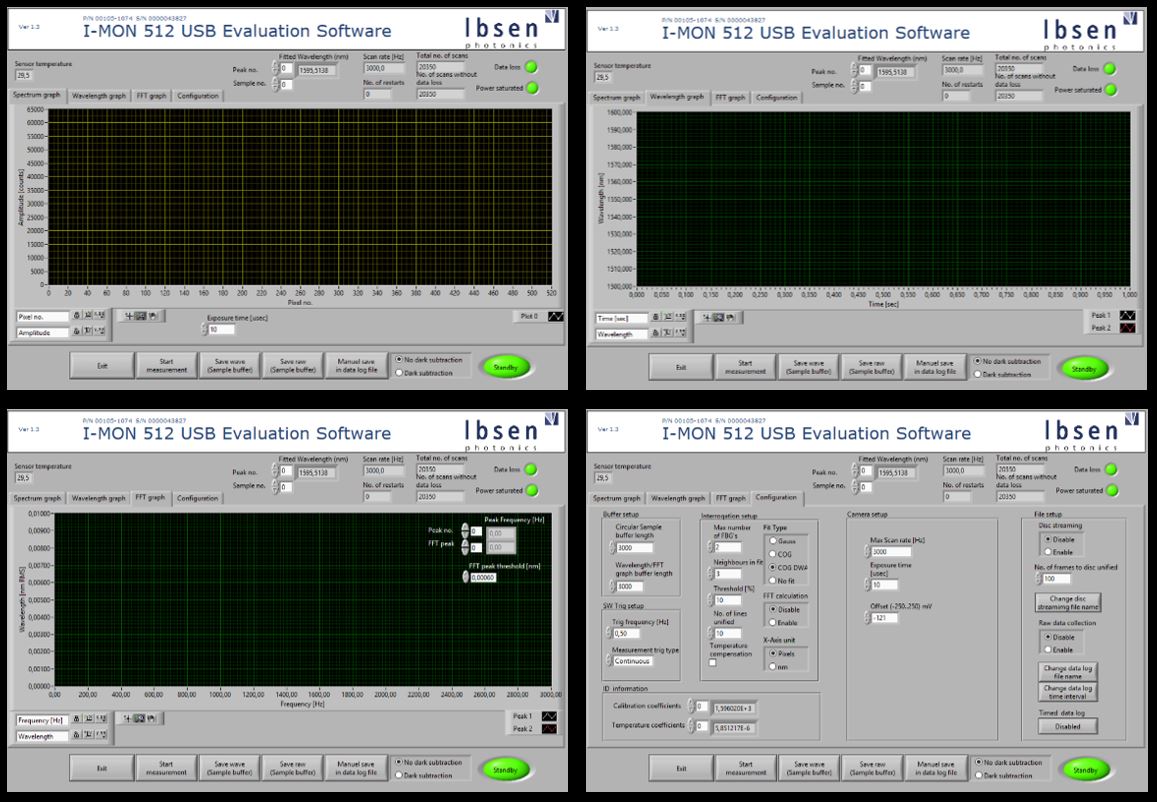 P/N 00105-1074 S/N 0000043827
Ver 1.3
I-MON 512 USB Evaluation Software
Ibsen
photonics
Sensor temperature
29,5
Peak no.
0
Sample no.
0
Fitted Wavelength (nm)
1595,5138
Scan rate [Hz]
3000,0
No. of restarts
0
Total no. of scans
20350
No. of scans without
data loss
20350
Data loss
Power saturated
Spectrum graph
Wavelength graph
FFT graph
Configuration
Amplitude [counts]
65000
60000
55000
50000
45000
40000
35000
30000
25000
20000
15000
10000
5000
0
0 20 40 60 80 100 120 140 160 180 200 220 240 260 280 300 320 340 360 380 400 420 440 460 480 500 520
Pixel no.
Pixel no.
Amplitude
Exposure time [usec]
10
Plot 0
Exit
Start
measurement
Save wave
(Sample buffer)
Save raw
(Sample buffer)
Manuel save
in data log file
No dark subtraction
Dark subtraction
Standby
P/N 00105-1074 S/N 0000043827
Ver 1.3
I-MON 512 USB Evaluation Software
Ibsen
photonics
Sensor temperature
29,5
Peak no.
0
Sample no.
0
Fitted Wavelength (nm)
1595,5138
Scan rate [Hz]
3000,0
No. of restarts
0
Total no. of scans
20350
No. of scans without
data loss
20350
Data loss
Power saturated
Spectrum graph
Wavelength graph
FFT graph
Configuration
Wavelength [nm]
1600,000
1590,000
1580,000
1570,000
1560,000
1550,000
1540,000
1530,000
1520,000
1510,000
1500,000
0,000 0,050 0,100 0,150 0,200 0,250 0,300 0,350 0,400 0,450 0,500 0,550 0,600 0,650 0,700 0,750 0,800 0,850 0,900 0,950 1,000
Time [sec]
Time [sec]
Wavelength
Peak 1
Peak 2
Exit
Start
measurement
Save wave
(Sample buffer)
Save raw
(Sample buffer)
Manuel save
in data log file
No dark subtraction
Dark subtraction
Standby
P/N 00105-1074 S/N 0000043827
Ver 1.3
I-MON 512 USB Evaluation Software
Ibsen
photonics
Sensor temperature
29,5
Peak no.
0
Sample no.
0
Fitted Wavelength (nm)
1595,5138
Scan rate [Hz]
3000,0
No. of restarts
0
Total no. of scans
20350
No. of scans without
data loss
20350
Data loss
Power saturated
Spectrum graph
Wavelength graph
FFT graph
Configuration
Wavelength [nm RMS]
0,01000
0,00900
0,00800
0,00700
0,00600
0,00500
0,00400
0,00300
0,00200
0,00100
0,00000
Peak frequency [Hz]
Peak no.
0
0,00
FFT peak
0
0,00
FFT peak threshold [nm]
0,00060
0,00 200,00 400,00 600,00 800,00 1000,00 1200,00 1400,00 1600,00 1800,00 2000,00 2200,00 2400,00 2600,00 2800,00 3000,00
Frequency [Hz]
Frequency [Hz]
Wavelength
Peak 1
Peak 2
Exit
Start
measurement
Save wave
(Sample buffer)
Save raw
(Sample buffer)
Manuel save
in data log file
No dark subtraction
Dark subtraction
Standby
P/N 00105-1074 S/N 0000043827
Ver 1.3
I-MON 512 USB Evaluation Software
Ibsen
photonics
Sensor temperature
29,5
Peak no.
0
Sample no.
0
Fitted Wavelength (nm)
1595,5138
Scan rate [Hz]
3000,0
No. of restarts
0
Total no. of scans
20350
No. of scans without
data loss
20350
Data loss
Power saturated
Spectrum graph
Wavelength graph
FFT graph
Configuration
Buffer setup
Circular Sample
buffer length
3000
Wavelength/FFT
graph buffer length
3000
SW Trig setup
Trig frequency [Hz]
0,50
Measurement trig type
Continuous
Interrogation setup
Max number
of FBG's
2
Neighbours in fit
3
Threshold [%]
10
No. of lines
unified
10
Temperature
compensation
Fit Type
Gauss
COG
COG DWA
No fit
FFT calculation
Disable
Enable
X-Axis unit
Pixels
nm
ID information
Calibration coefficients
0
1,596020E+3
Temperature coefficients
0
5,851217E-6
Camera setup
Max Scan rate [Hz]
3000
Exposure time
[usec]
10
Offset (-250..250) mV
-121
File setup
Disc streaming
Disable
Enable
No. of frames to disc unified
100
Change disc
streaming file name
Raw data collection
Disable
Enable
Change data log
file name
Change data log
time interval
Timed data log
Disabled
Exit
Start
measurement
Save wave
(Sample buffer)
Save raw
(Sample buffer)
Manuel save
in data log file
No dark subtraction
Dark subtraction
Standby